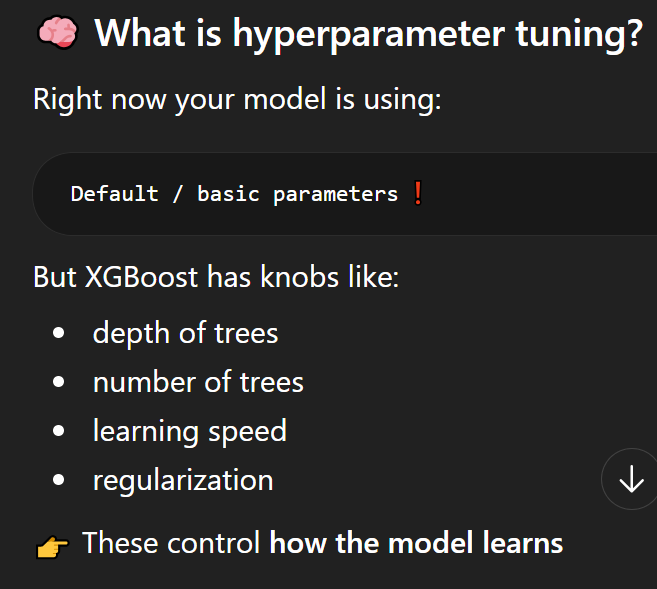 🧠 What is hyperparameter tuning?
Right now your model is using:
Default / basic parameters ❗
But XGBoost has knobs like:
• depth of trees
• number of trees
• learning speed
• regularization
👉 These control how the model learns